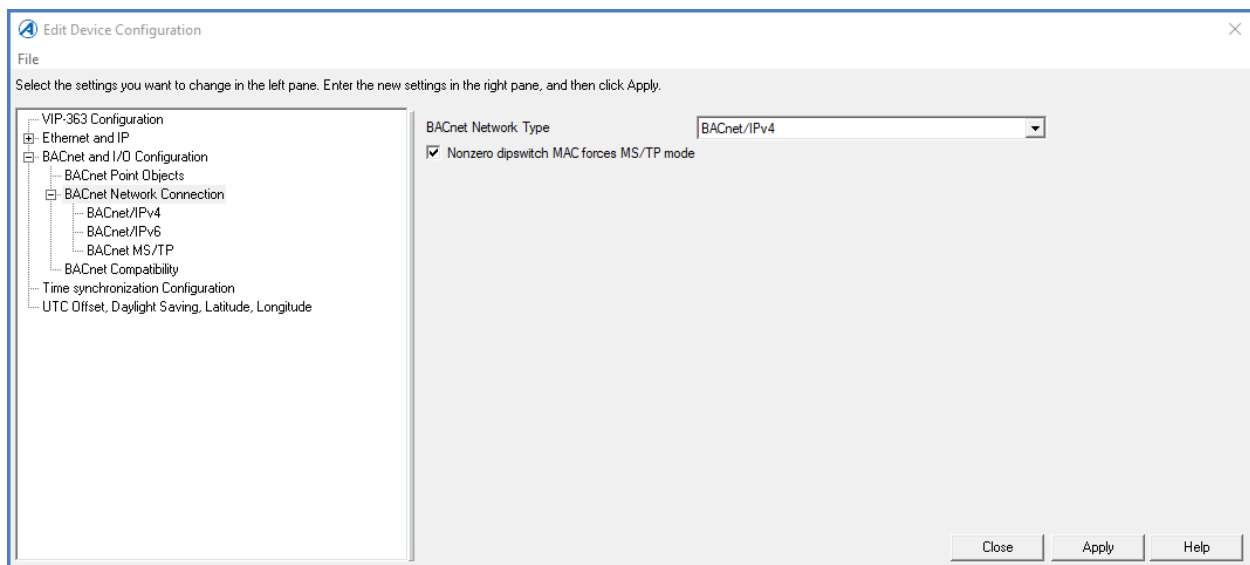 Edit Device Configuration
File
Select the settings you want to change in the left pane. Enter the new settings in the right pane, and then click Apply.
VIP-363 Configuration
Ethernet and IP
BACnet and I/O Configuration
BACnet Point Objects
BACnet Network Connection
BACnet/IPv4
BACnet/IPv6
BACnet MS/TP
BACnet Compatibility
Time synchronization Configuration
UTC Offset, Daylight Saving, Latitude, Longitude
BACnet Network Type BACnet/IPv4
Nonzero dipswitch MAC forces MS/TP mode
Close Apply Help